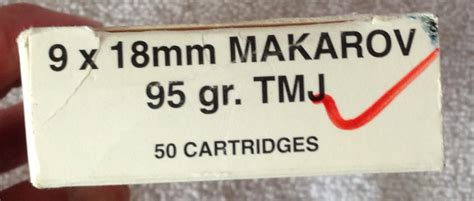 9 x 18mm MAKAROV
95 gr. TMJ
50 CARTRIDGES